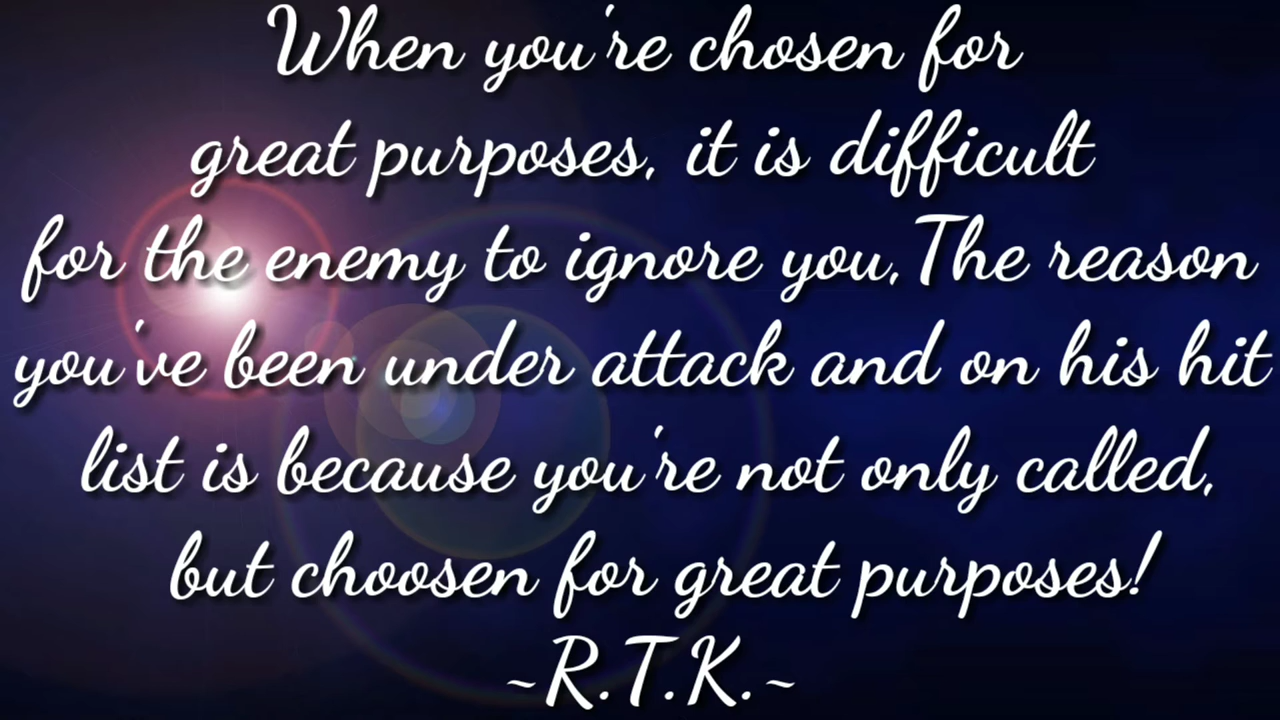 When you're chosen for
great purposes, it is difficult
for the enemy to ignore you,The reason
you've been under attack and on his hit
list is because you're not only called,
but choosen for great purposes!
~R.T.K.~